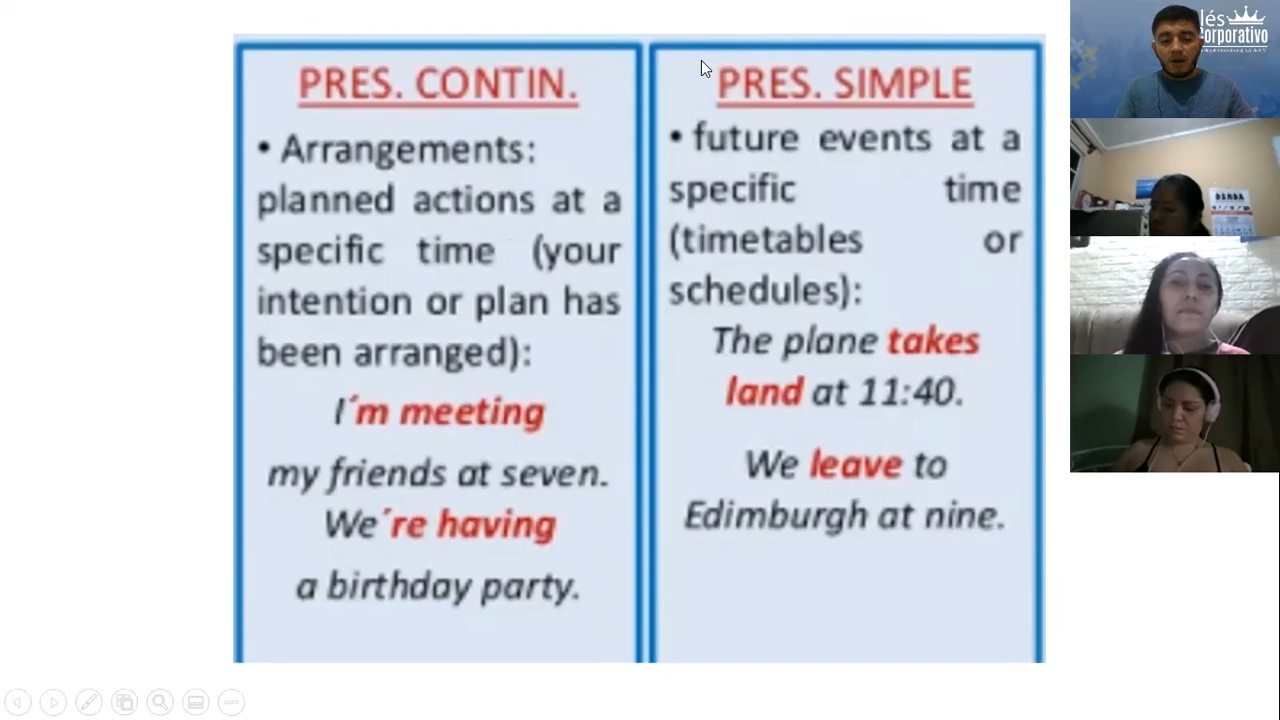 PRES. CONTIN.
• Arrangements:
planned actions at a
specific time (your
intention or plan has
been arranged):
I´m meeting
my friends at seven.
We´re having
a birthday party.
PRES. SIMPLE
• future events at a
specific time
(timetables or
schedules):
The plane takes
land at 11:40.
We leave to
Edimburgh at nine.
lés
orporativo